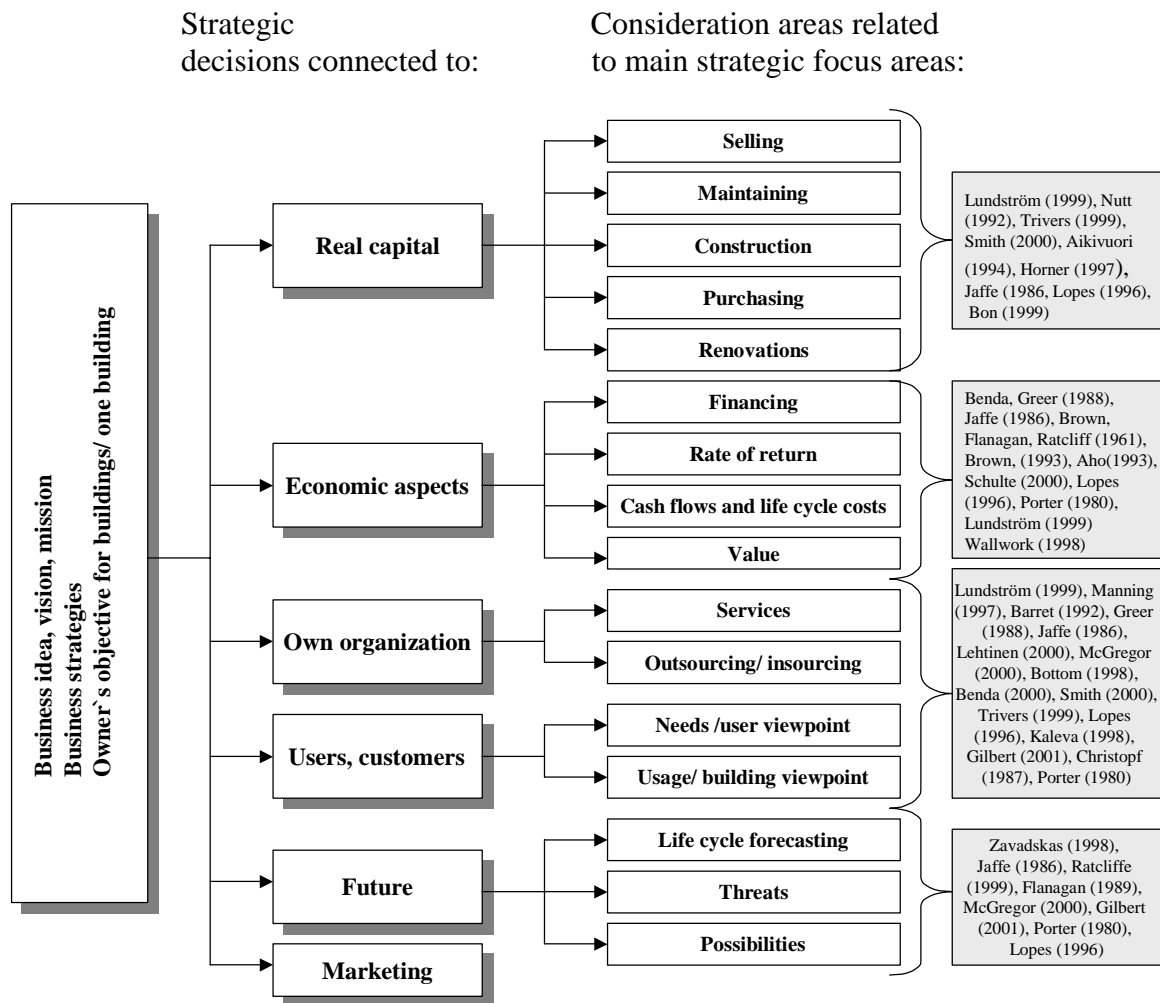 Strategic
decisions connected to:
Consideration areas related
to main strategic focus areas:
Business idea, vision, mission
Business strategies
Owner`s objective for buildings/ one building
Real capital
Economic aspects
Own organization
Users, customers
Future
Marketing
Selling
Maintaining
Construction
Purchasing
Renovations
Financing
Rate of return
Cash flows and life cycle costs
Value
Services
Outsourcing/ insourcing
Needs /user viewpoint
Usage/ building viewpoint
Life cycle forecasting
Threats
Possibilities
Lundström (1999), Nutt
(1992), Trivers (1999),
Smith (2000), Aikivuori
(1994), Horner (1997),
Jaffe (1986, Lopes (1996),
Bon (1999)
Benda, Greer (1988),
Jaffe (1986), Brown,
Flanagan, Ratcliff (1961),
Brown, (1993), Aho(1993),
Schulte (2000), Lopes
(1996), Porter (1980),
Lundström (1999)
Wallwork (1998)
Lundström (1999), Manning
(1997), Barret (1992), Greer
(1988), Jaffe (1986),
Lehtinen (2000), McGregor
(2000), Bottom (1998),
Benda (2000), Smith (2000),
Trivers (1999), Lopes
(1996), Kaleva (1998),
Gilbert (2001), Christopf
(1987), Porter (1980)
Zavadskas (1998),
Jaffe (1986), Ratcliffe
(1999), Flanagan (1989),
McGregor (2000), Gilbert
(2001), Porter (1980),
Lopes (1996)